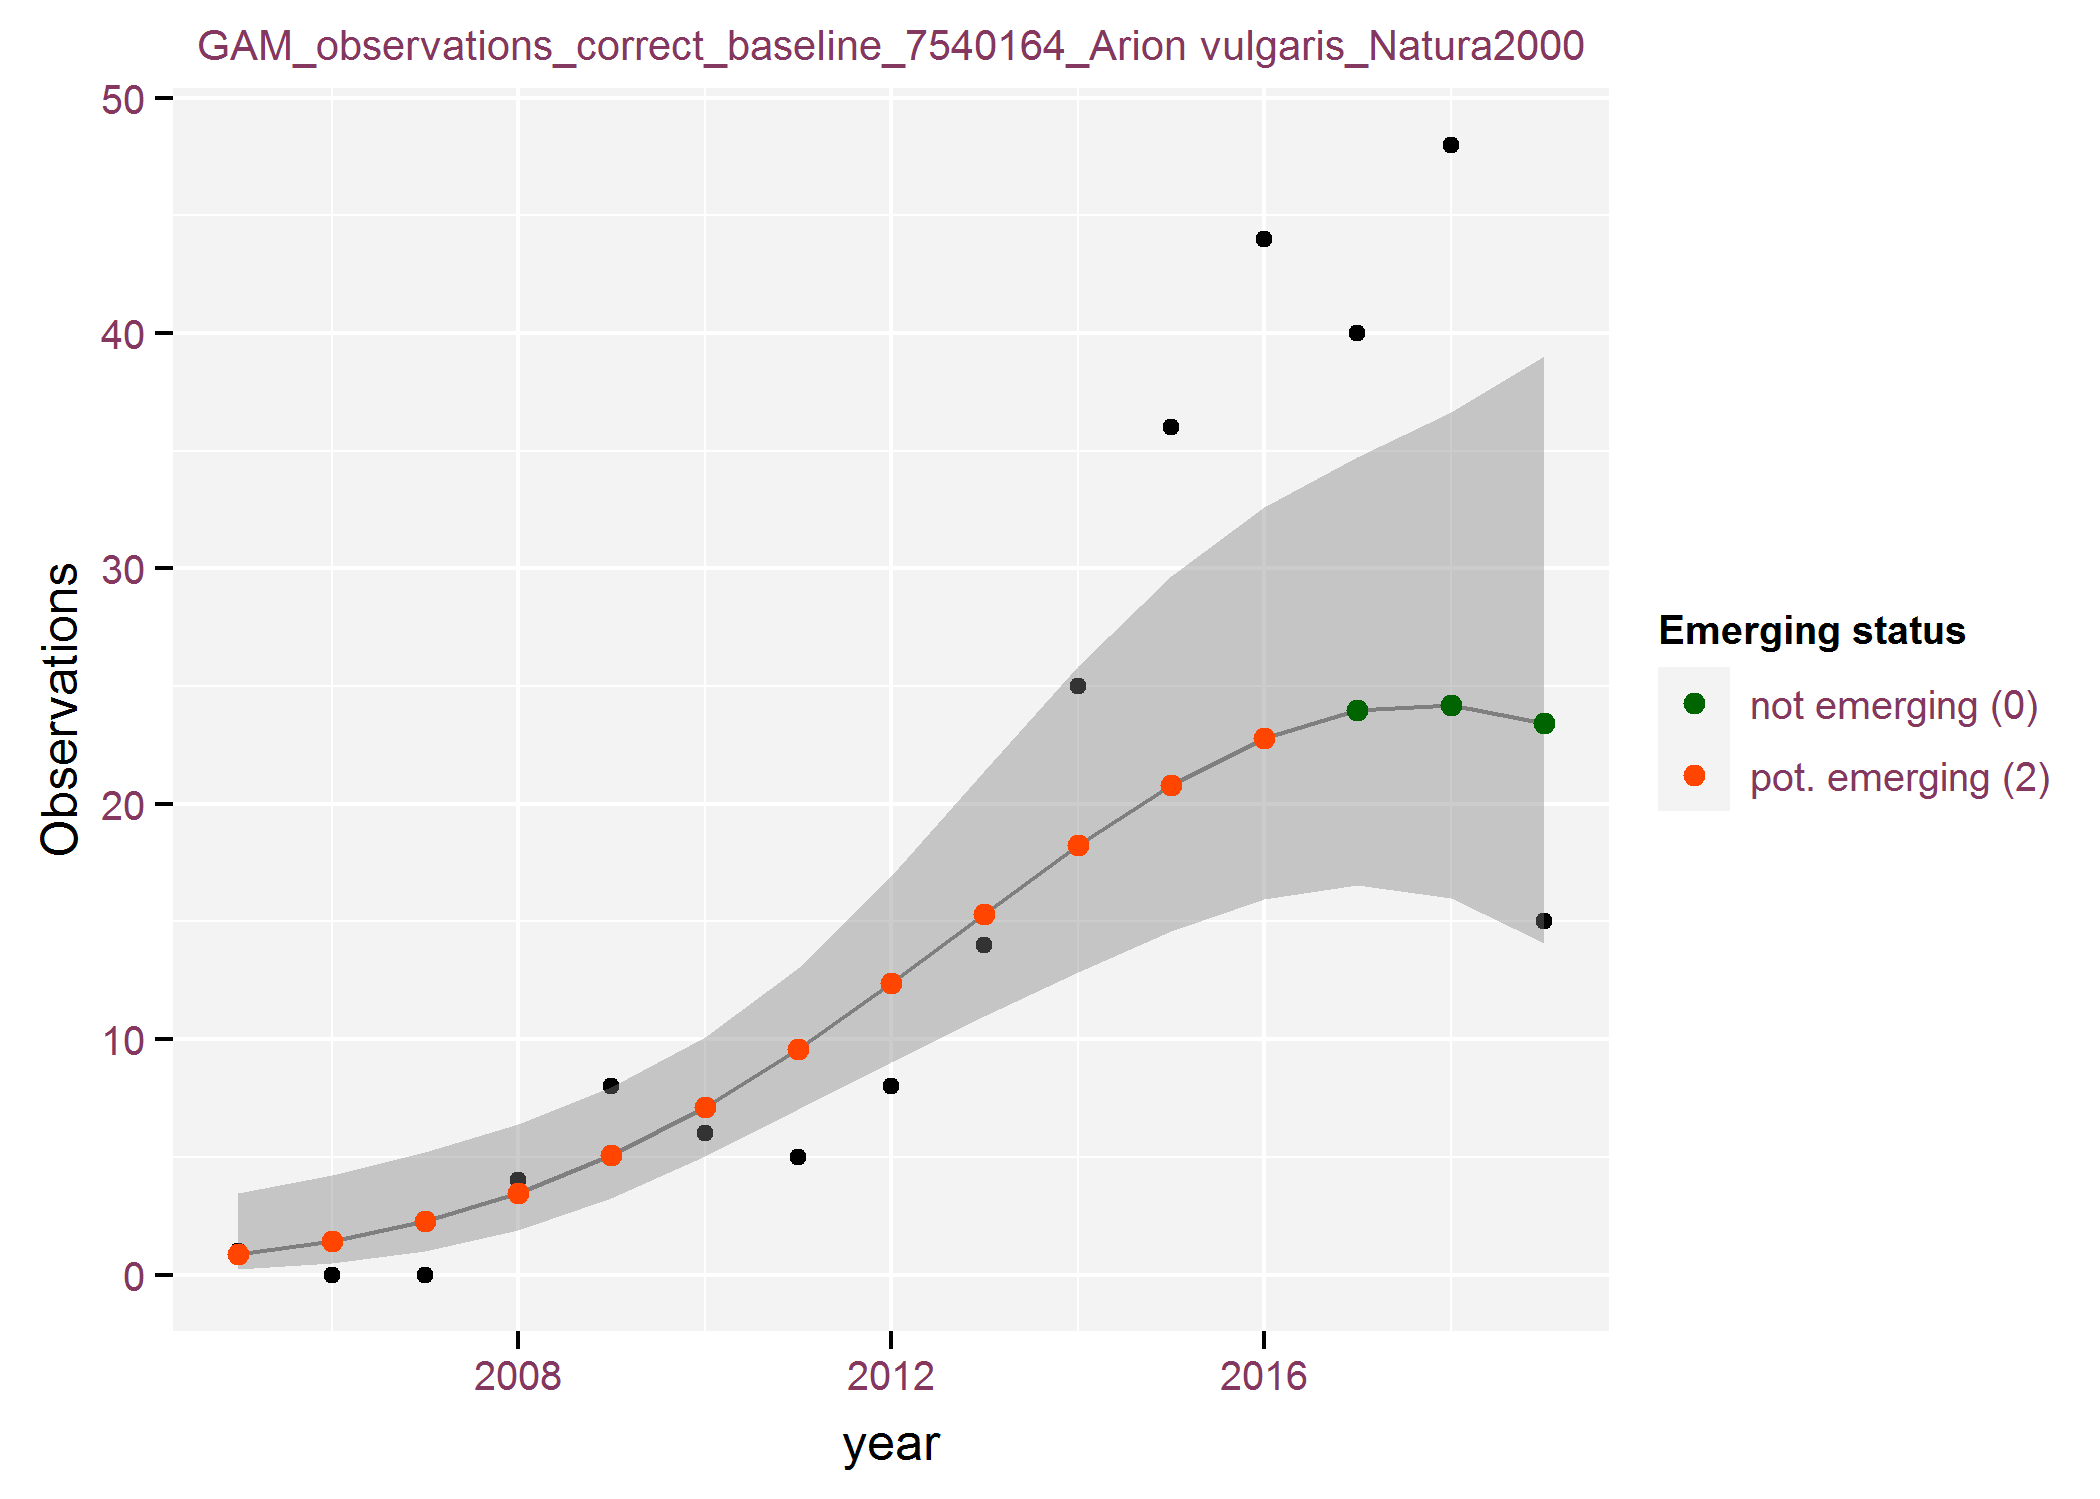 GAM_observations_correct_baseline_7540164_Arion vulgaris_Natura2000
50
40
30
20
10
0
Observations
2008 2012 2016
year
Emerging status
not emerging (0)
pot. emerging (2)